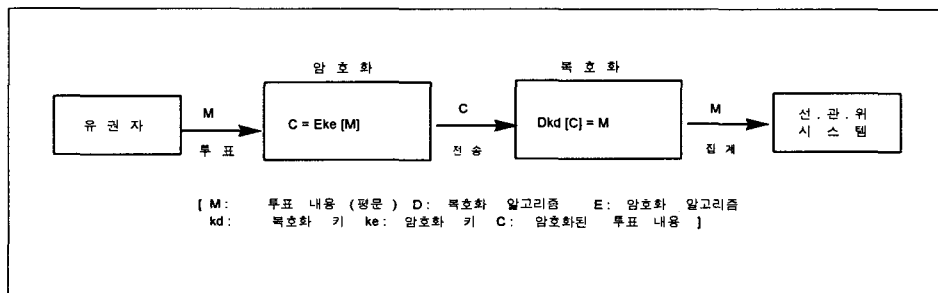 암 호 화
복 호 화
유 권 자
M
투 표
C = Eke [M]
C
전 송
Dkd [C] = M
M
집 계
선 . 관 . 위
시 스 템
[ M : 투표 내용 (평문) D : 복호화 알고리즘 E : 암호화 알고리즘
kd : 복호화 키 ke : 암호화 키 C : 암호화된 투표 내용 ]